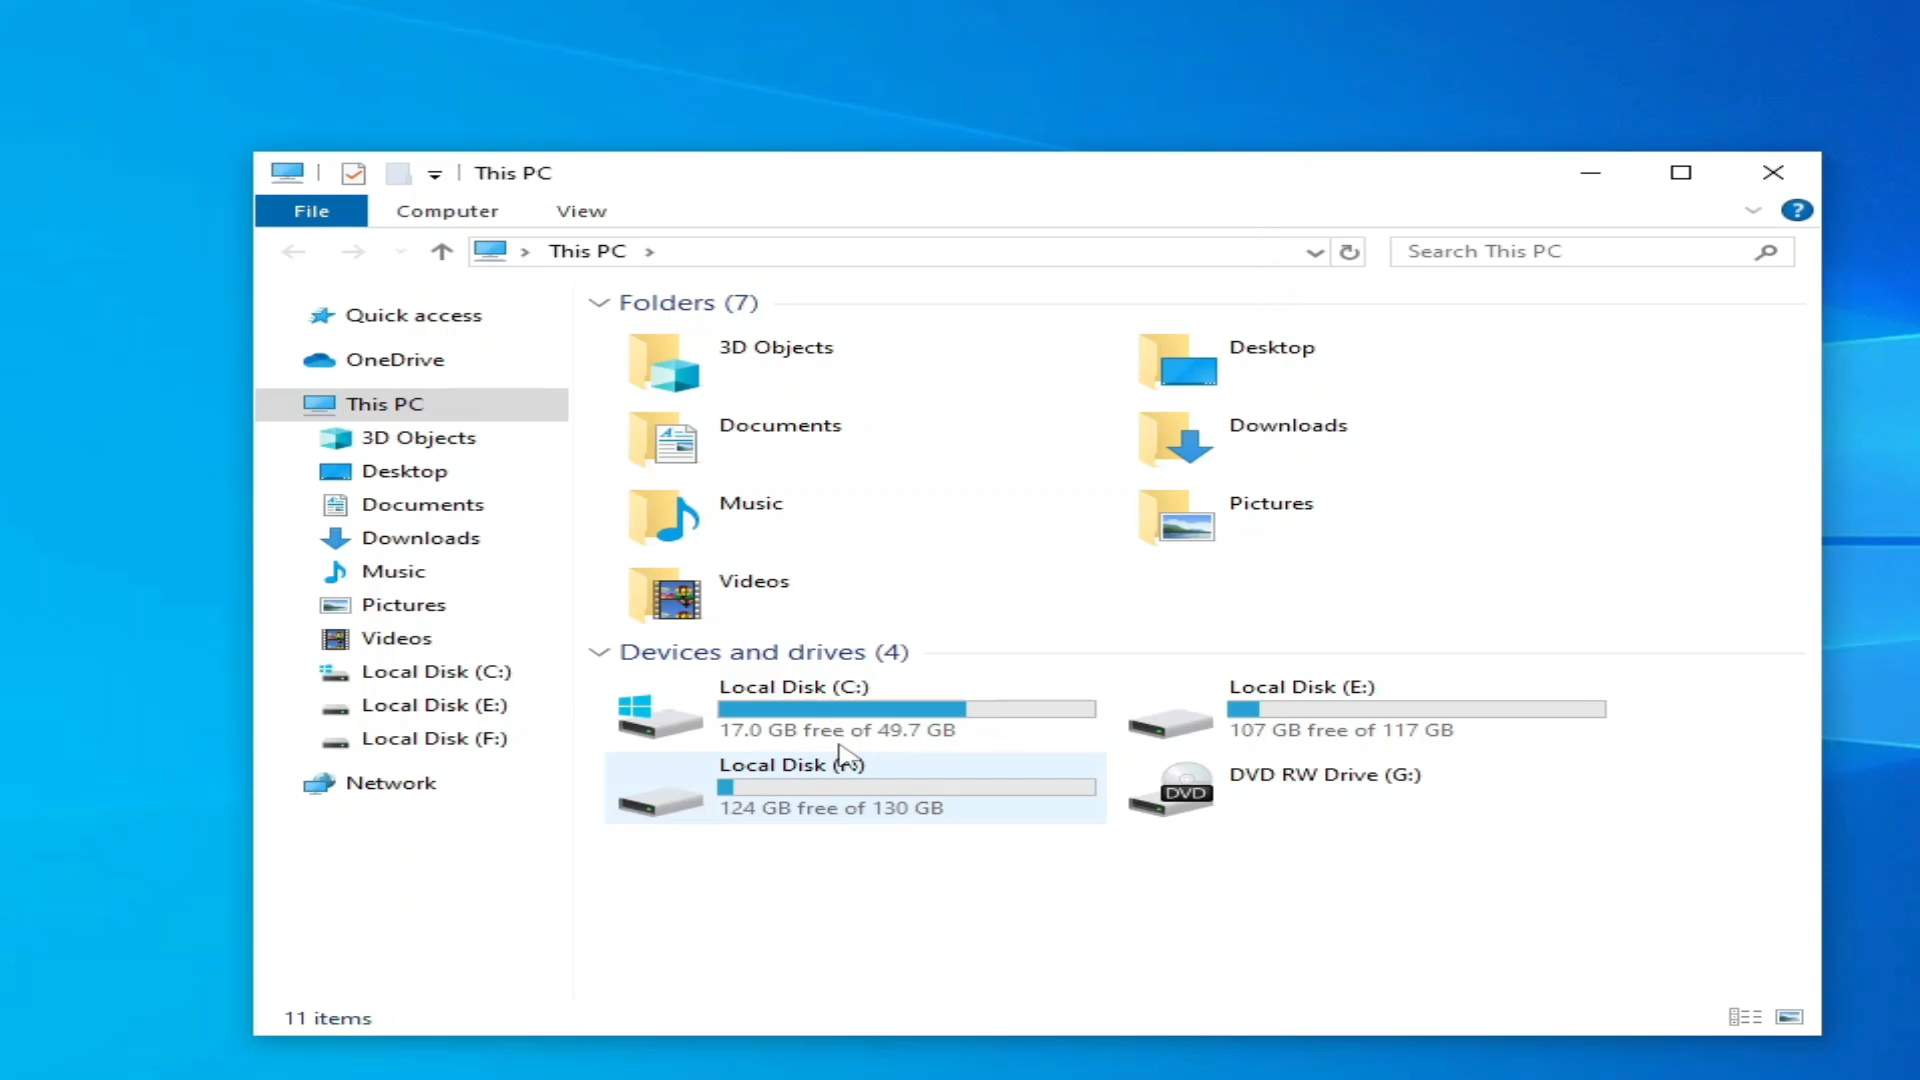 This PC
File Computer View ?
This PC
Search This PC
Quick access
OneDrive
This PC
3D Objects
Desktop
Documents
Downloads
Music
Pictures
Videos
Local Disk (C:)
Local Disk (E:)
Local Disk (F:)
Network
Folders (7)
3D Objects
Desktop
Documents
Downloads
Music
Pictures
Videos
Devices and drives (4)
Local Disk (C:)
17.0 GB free of 49.7 GB
Local Disk (E:)
107 GB free of 117 GB
Local Disk
124 GB free of 130 GB
DVD RW Drive (G:)
DVD
11 items